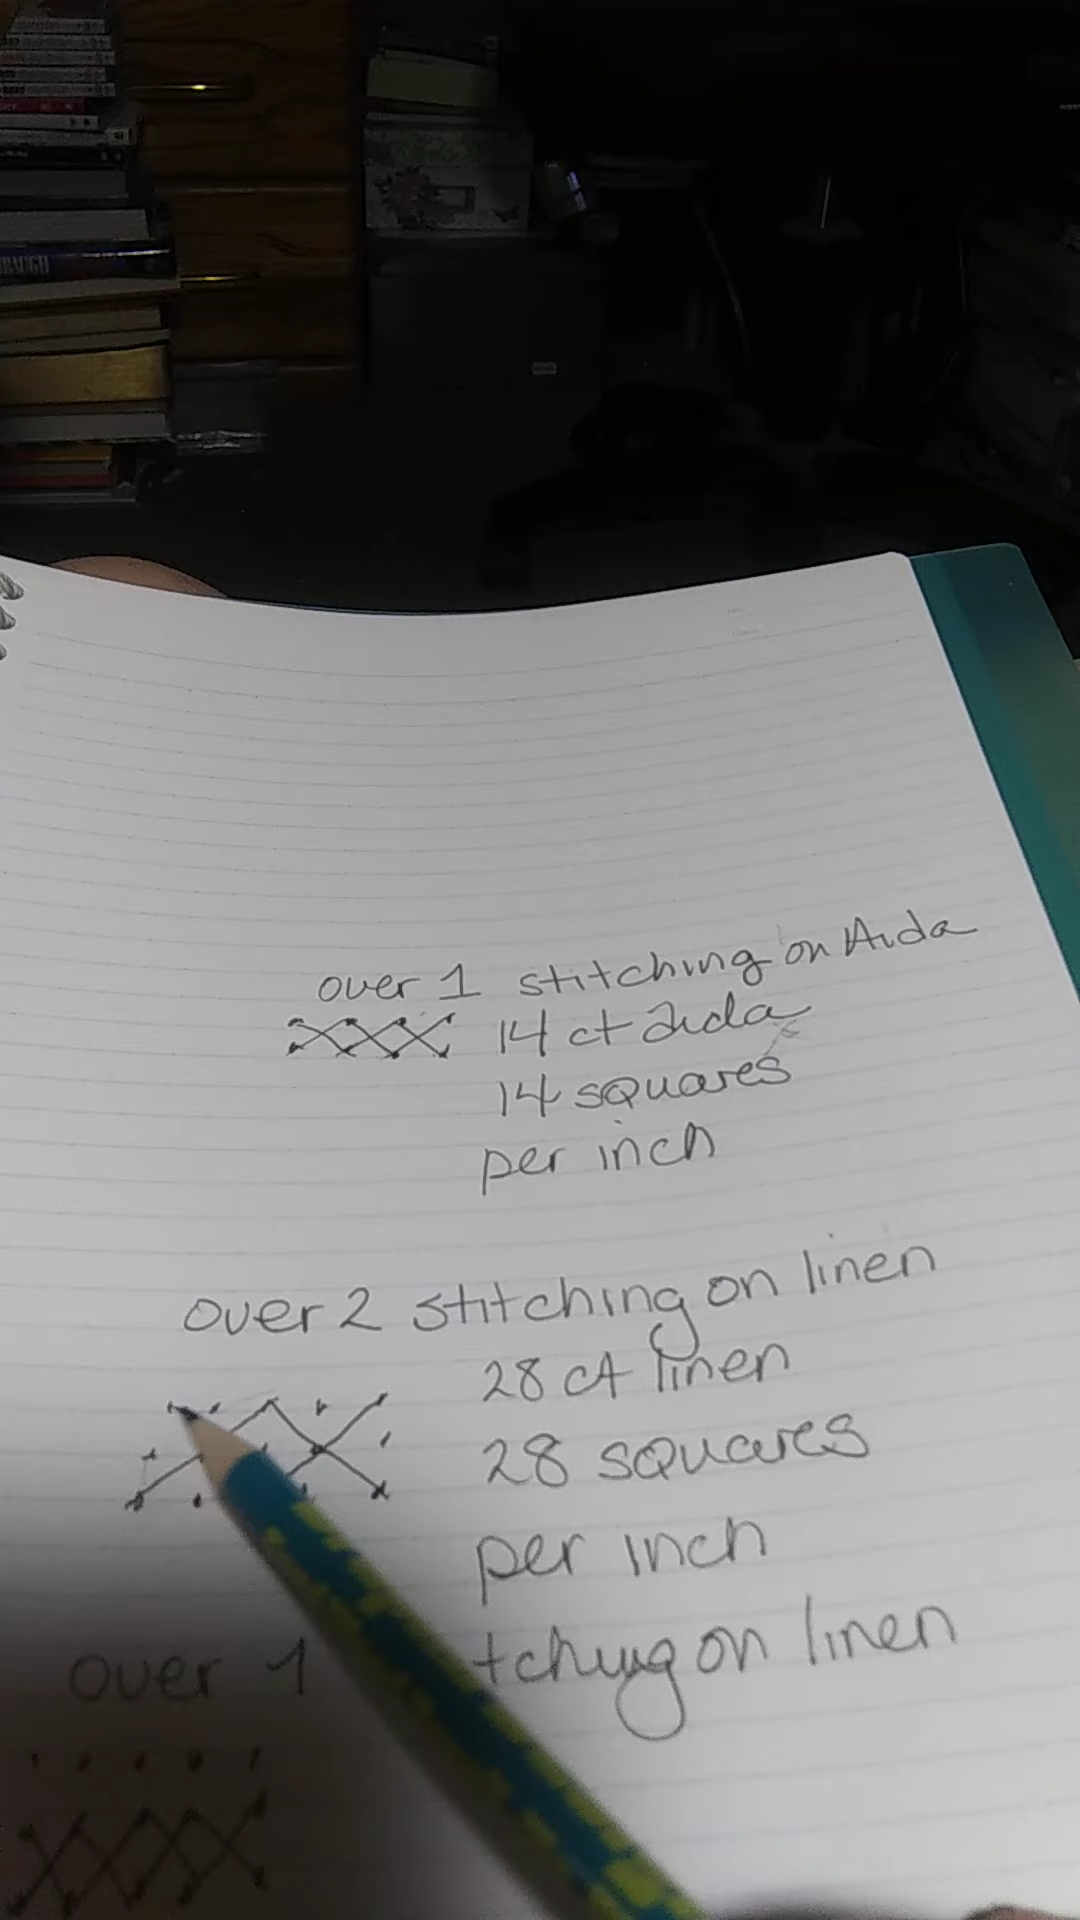 over 1 stitching on Aida
14 ct aida
14 squares
per inch
over 2 stitching on linen
28 ct linen
28 squares
per inch
over 1 tching on linen